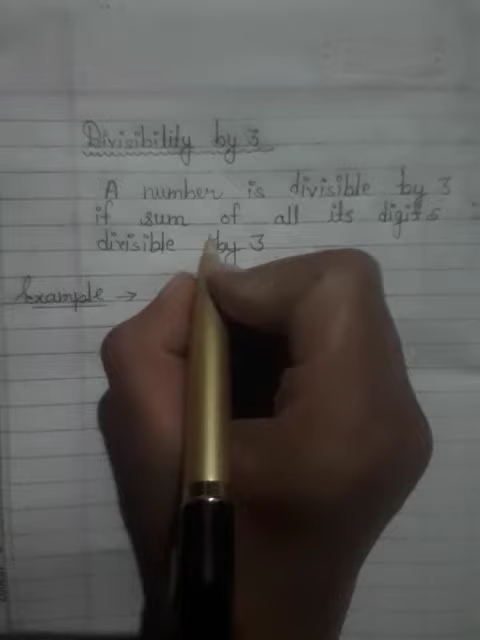 Divisibility by 3
A number is divisible by 3
if sum of all its digits
divisible by 3
Example →